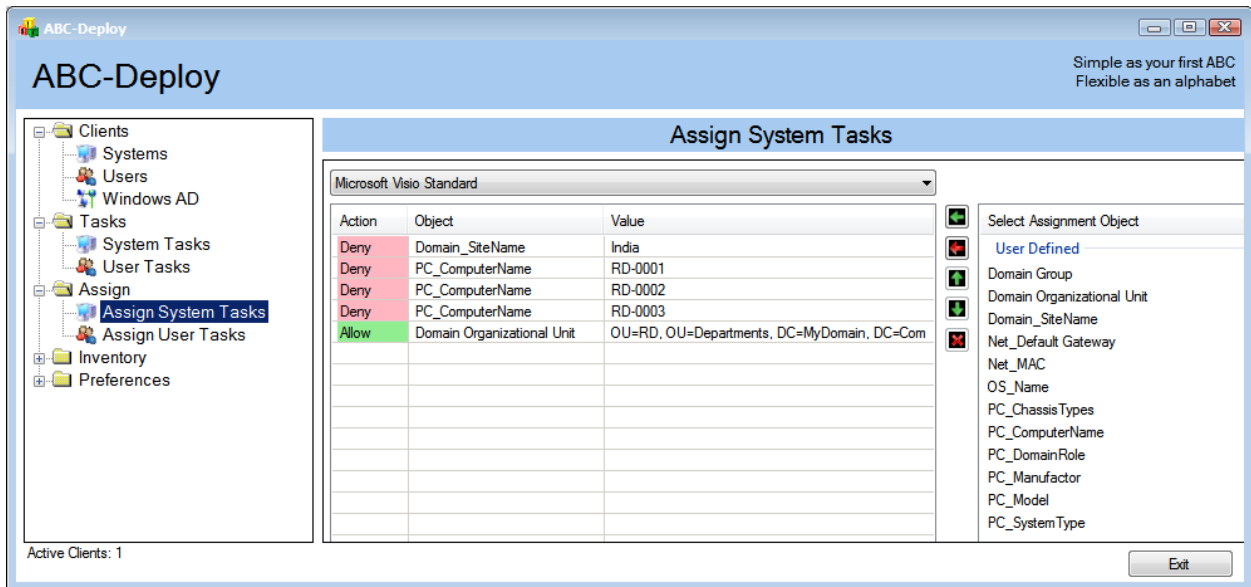 ABC-Deploy
ABC-Deploy
Simple as your first ABC
Flexible as an alphabet
Clients
Systems
Users
Windows AD
Tasks
System Tasks
User Tasks
Assign
Assign System Tasks
Assign User Tasks
Inventory
Preferences
Assign System Tasks
Microsoft Visio Standard
Action Object Value
Deny Domain_SiteName India
Deny PC_ComputerName RD-0001
Deny PC_ComputerName RD-0002
Deny PC_ComputerName RD-0003
Allow Domain Organizational Unit OU=RD, OU=Departments, DC=MyDomain, DC=Com
Select Assignment Object
User Defined
Domain Group
Domain Organizational Unit
Domain_SiteName
Net_Default Gateway
Net_MAC
OS_Name
PC_ChassisTypes
PC_ComputerName
PC_DomainRole
PC_Manufactor
PC_Model
PC_SystemType
Active Clients: 1
Exit